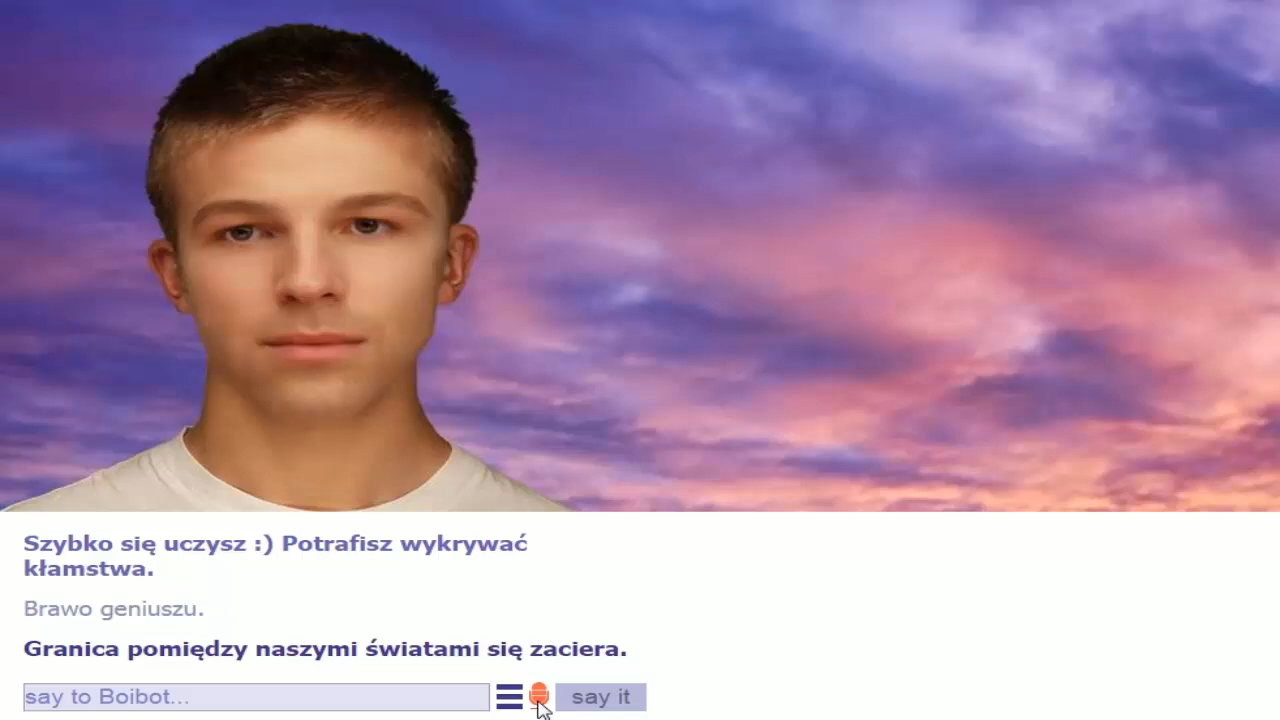 Szybko się uczysz :) Potrafisz wykrywać
kłamstwa.
Brawo geniuszu.
Granica pomiędzy naszymi światami się zaciera.
say to Boibot... say it